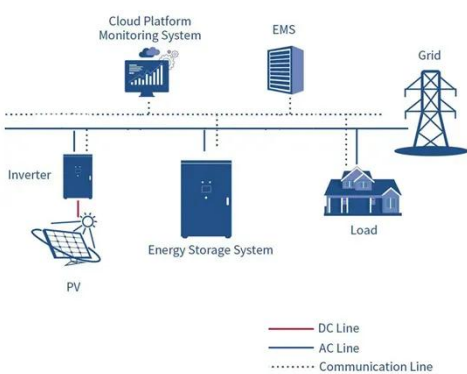 Cloud Platform
Monitoring System
EMS
Grid
Inverter
Energy Storage System
Load
PV
DC Line
AC Line
Communication Line